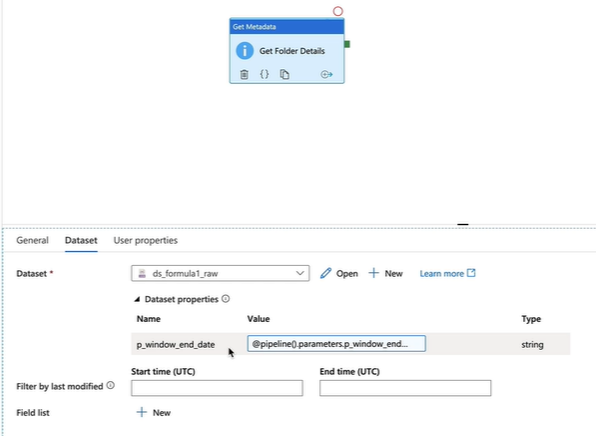 Get Metadata
Get Folder Details
General Dataset User properties
Dataset * ds_formula1_raw Open New Learn more
Dataset properties
Name Value Type
p_window_end_date @pipeline().parameters.p_window_end... string
Start time (UTC) End time (UTC)
Filter by last modified
Field list New